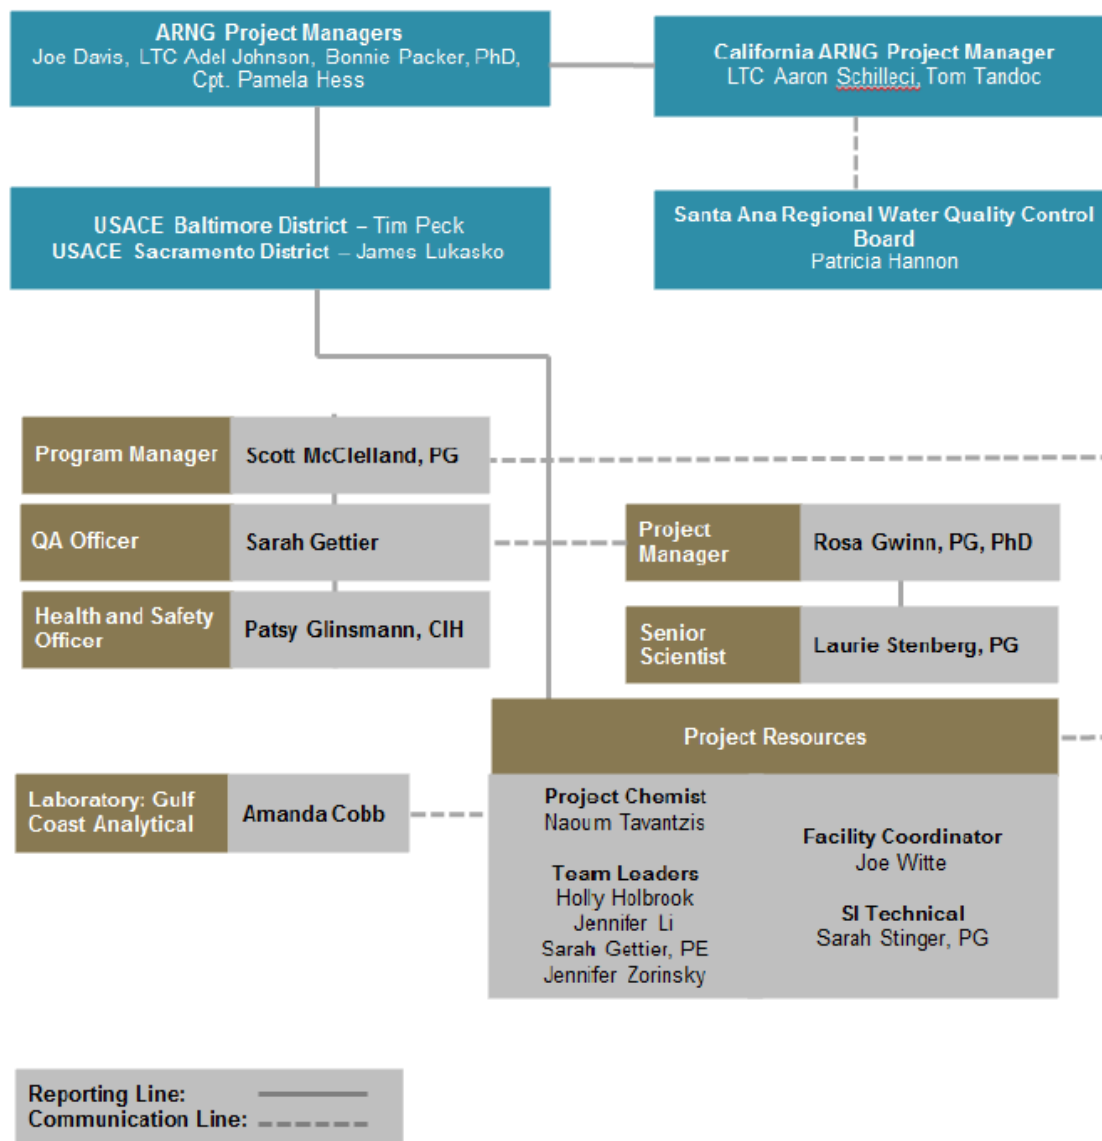 ARNG Project Managers
Joe Davis, LTC Adel Johnson, Bonnie Packer, PhD,
Cpt. Pamela Hess
California ARNG Project Manager
LTC Aaron Schilleci, Tom Tandoc
USACE Baltimore District – Tim Peck
USACE Sacramento District – James Lukasko
Santa Ana Regional Water Quality Control
Board
Patricia Hannon
Program Manager
Scott McClelland, PG
QA Officer
Sarah Gettier
Project
Manager
Rosa Gwinn, PG, PhD
Health and Safety
Officer
Patsy Glinsmann, CIH
Senior
Scientist
Laurie Stenberg, PG
Project Resources
Laboratory: Gulf
Coast Analytical
Amanda Cobb
Project Chemist
Naoum Tavantzis
Team Leaders
Holly Holbrook
Jennifer Li
Sarah Gettier, PE
Jennifer Zorinsky
Facility Coordinator
Joe Witte
SI Technical
Sarah Stinger, PG
Reporting Line:
Communication Line: